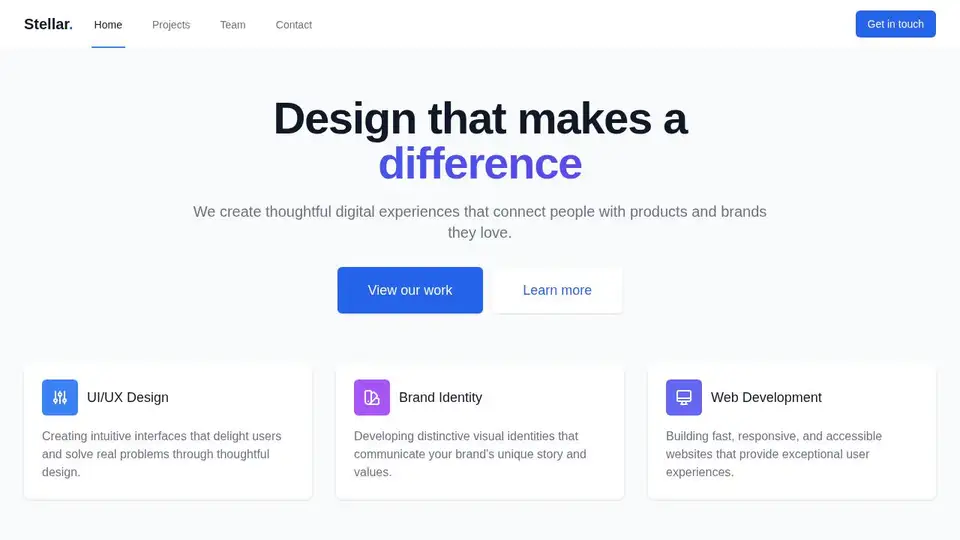 Stellar. Home Projects Team Contact Get in touch
Design that makes a
difference
We create thoughtful digital experiences that connect people with products and brands
they love.
View our work Learn more
UI/UX Design
Creating intuitive interfaces that delight users
and solve real problems through thoughtful
design.
Brand Identity
Developing distinctive visual identities that
communicate your brand's unique story and
values.
Web Development
Building fast, responsive, and accessible
websites that provide exceptional user
experiences.